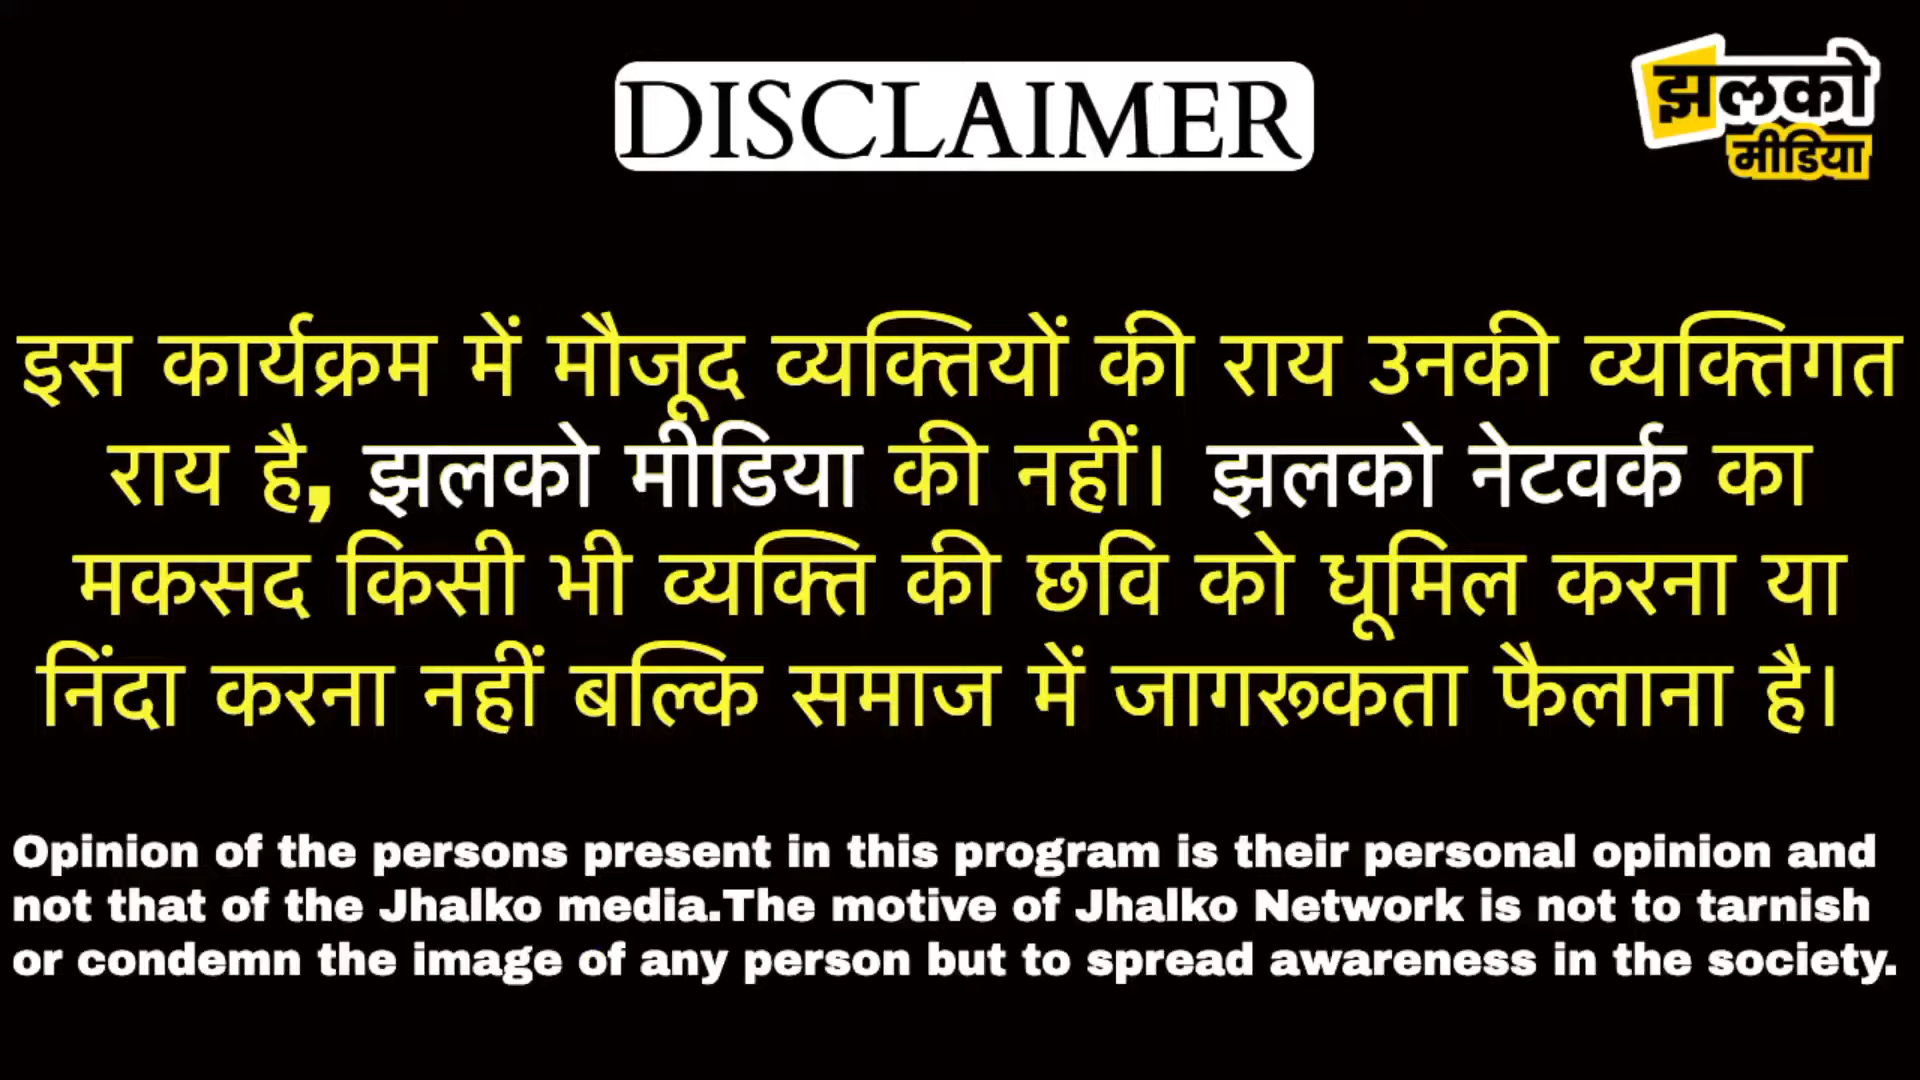 DISCLAIMER
झलको
मीडिया
इस कार्यक्रम में मौजूद व्यक्तियों की राय उनकी व्यक्तिगत
राय है, झलको मीडिया की नहीं। झलको नेटवर्क का
मकसद किसी भी व्यक्ति की छवि को धूमिल करना या
निंदा करना नहीं बल्कि समाज में जागरूकता फैलाना है।
Opinion of the persons present in this program is their personal opinion and
not that of the Jhalko media.The motive of Jhalko Network is not to tarnish
or condemn the image of any person but to spread awareness in the society.